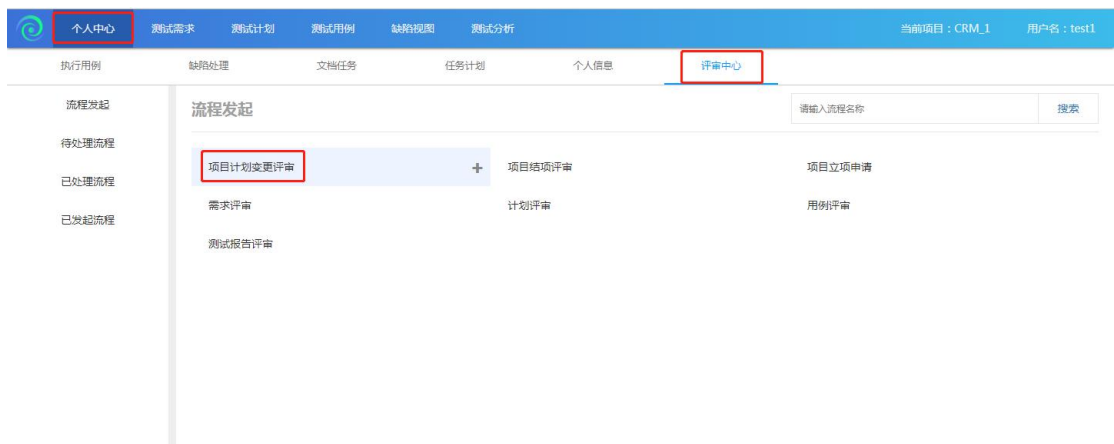 个人中心 测试需求 测试计划 测试用例 缺陷视图 测试分析 当前项目：CRM_1 用户名：test1
执行用例 缺陷处理 文档任务 任务计划 个人信息 评审中心
流程发起 流程发起 请输入流程名称 搜索
待处理流程
项目计划变更评审 + 项目结项评审 项目立项申请
已处理流程
需求评审 计划评审 用例评审
已发起流程
测试报告评审